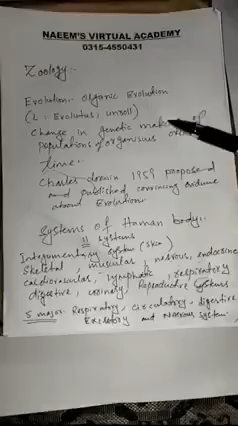 NAEEM'S VIRTUAL ACADEMY
0315-4550431
Zoology:-
Evolution:- Organic Evolution
(L. Evolutus, unroll)
Change in genetic makeup of
populations of organisms over
time.
Charles darwin 1959 proposed
and published, convincing evidence
about Evolution.
Systems of Human body:.
11 systems
Integumentary system (skin)
Skeletal, muscular, nervous, endocrine
cardiovascular, lymphatic, respiratory
digestive, urinary, Reproductive systems
5 major. Respiratory, circulatory, digestive
Excretory and Nervous system.